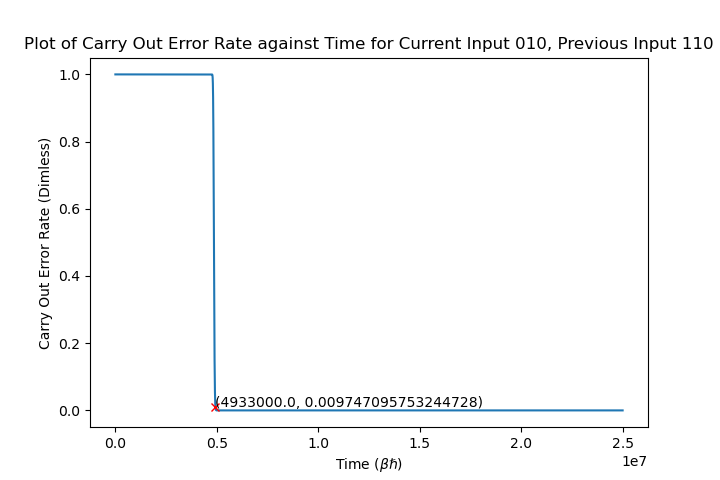 Plot of Carry Out Error Rate against Time for Current Input 010, Previous Input 110
1.0
0.8
0.6
0.4
0.2
0.0
Carry Out Error Rate (Dimless)
(4933000.0, 0.009747095753244728)
0.0 0.5 1.0 1.5 2.0 2.5
1e7
Time (βħ)